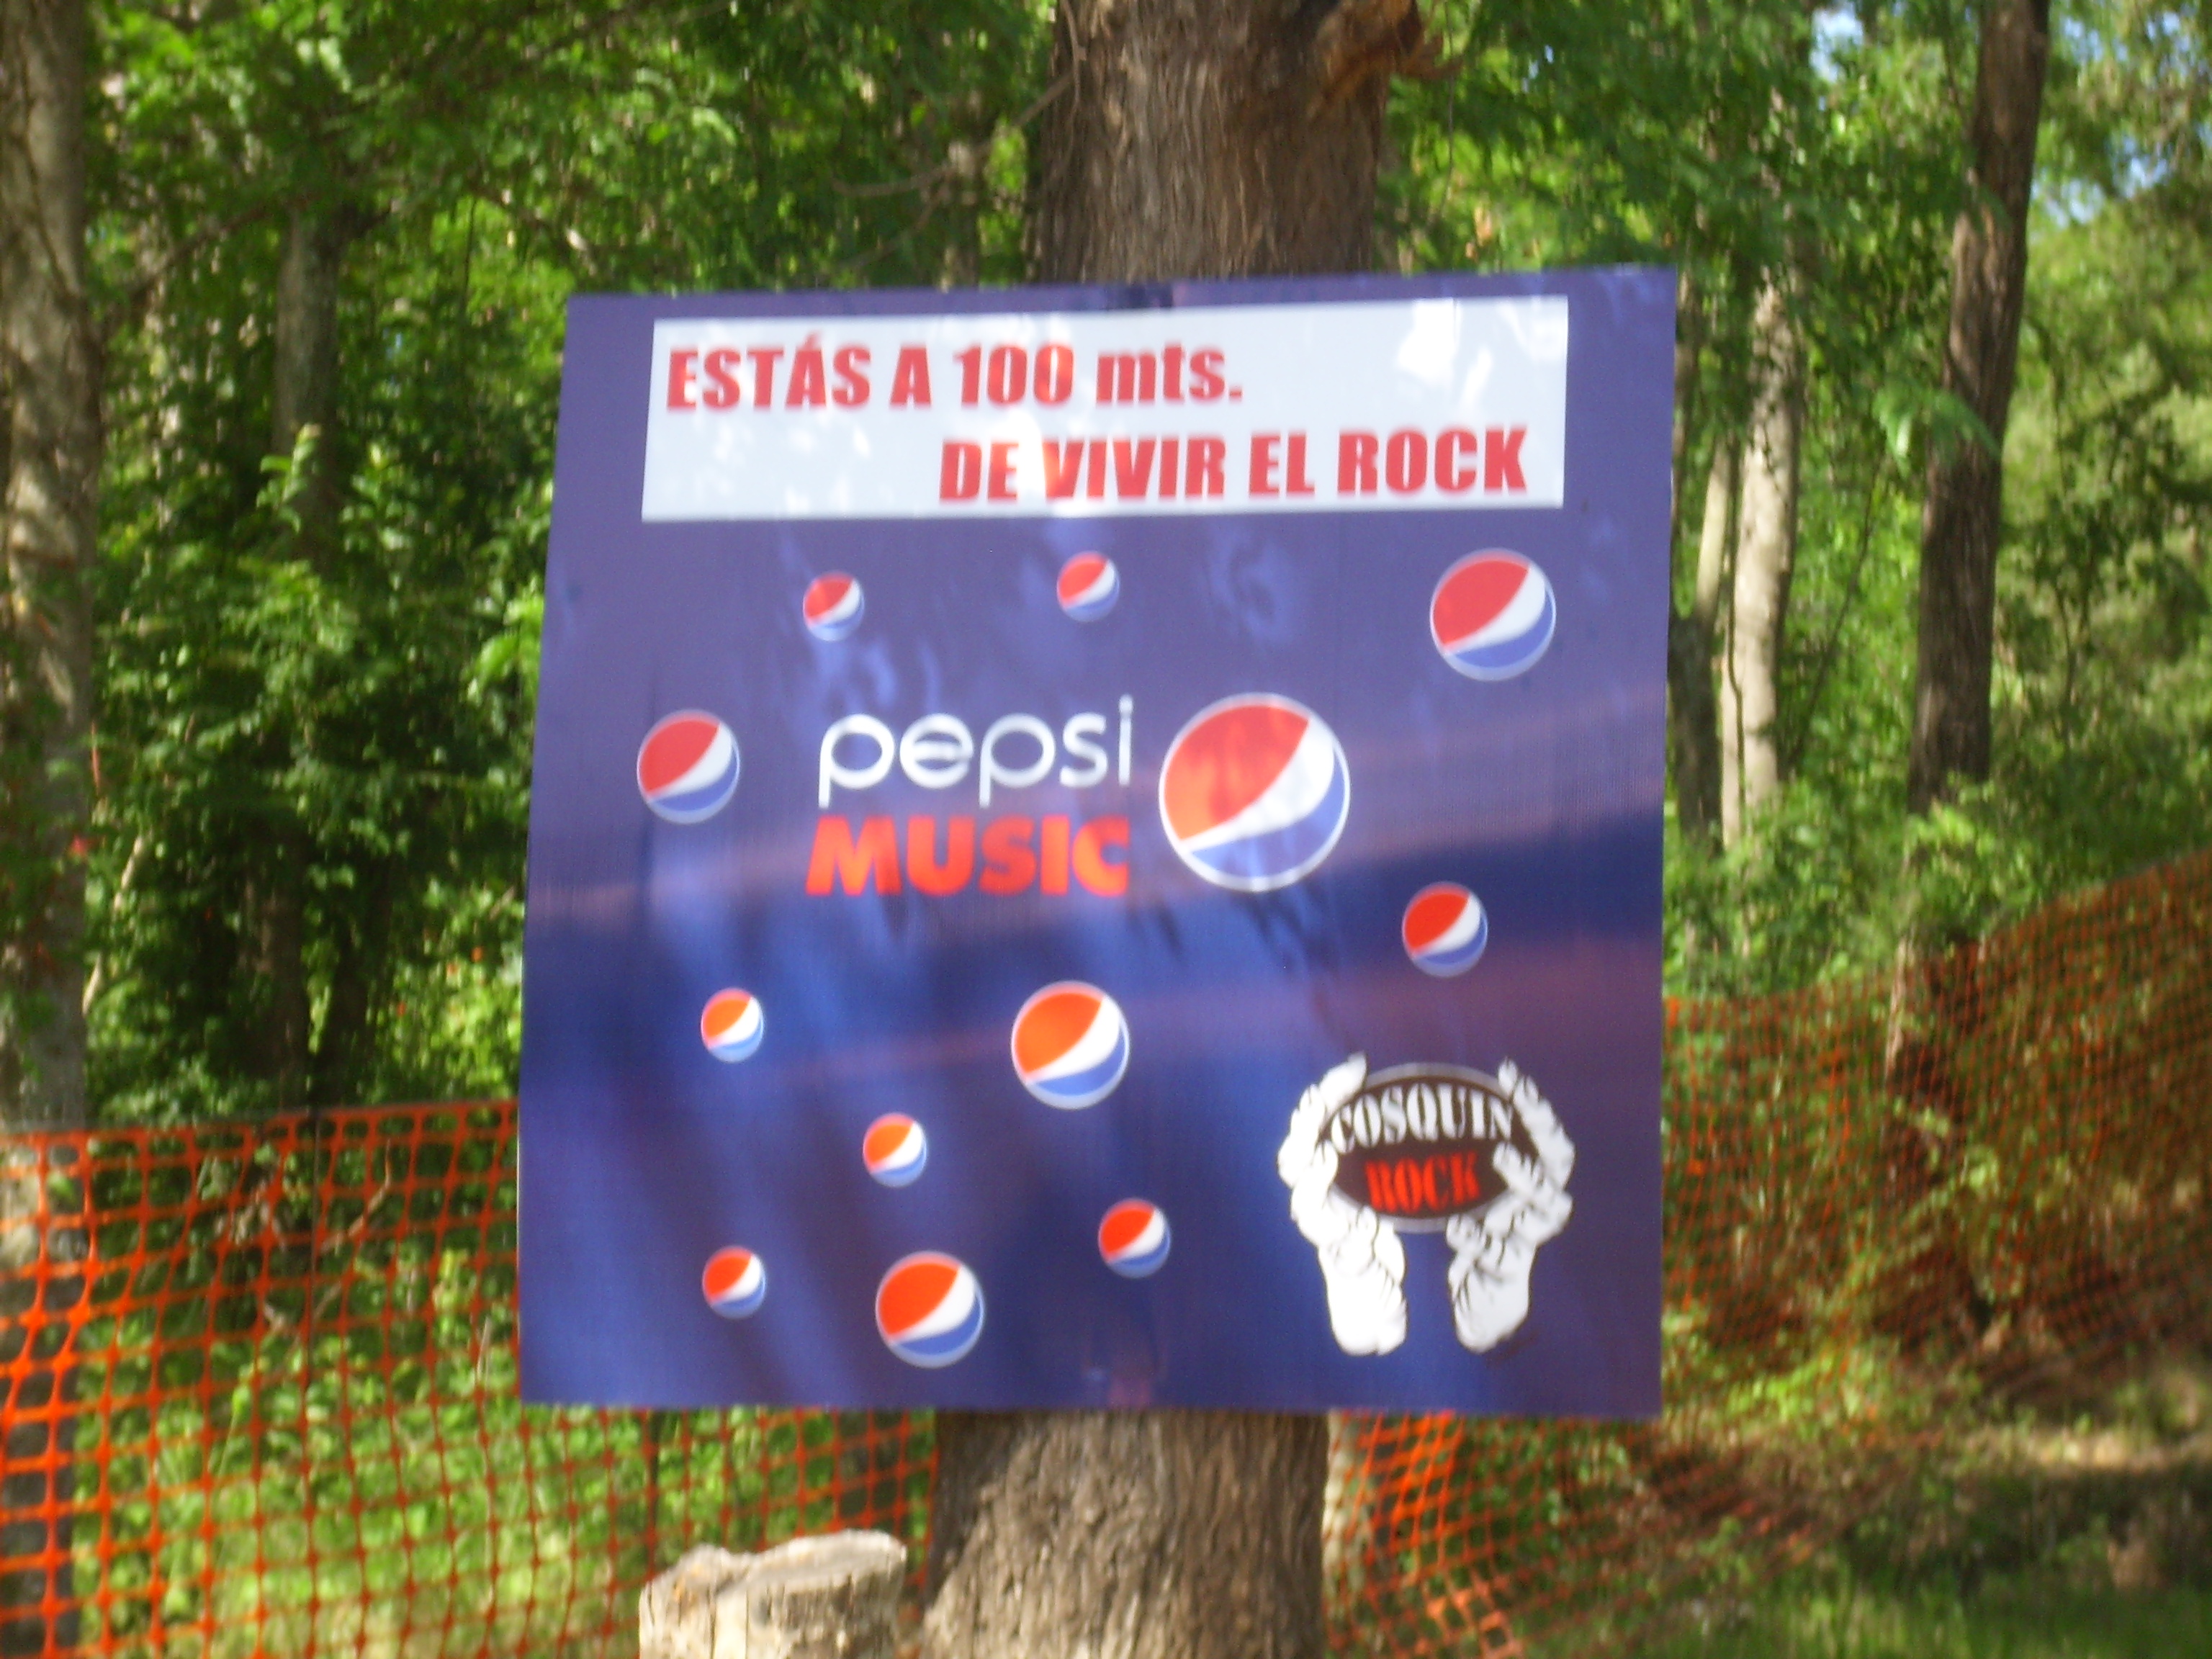 ESTÁS A 100 mts.
DE VIVIR EL ROCK
pepsi
MUSIC
COSQUIN
ROCK